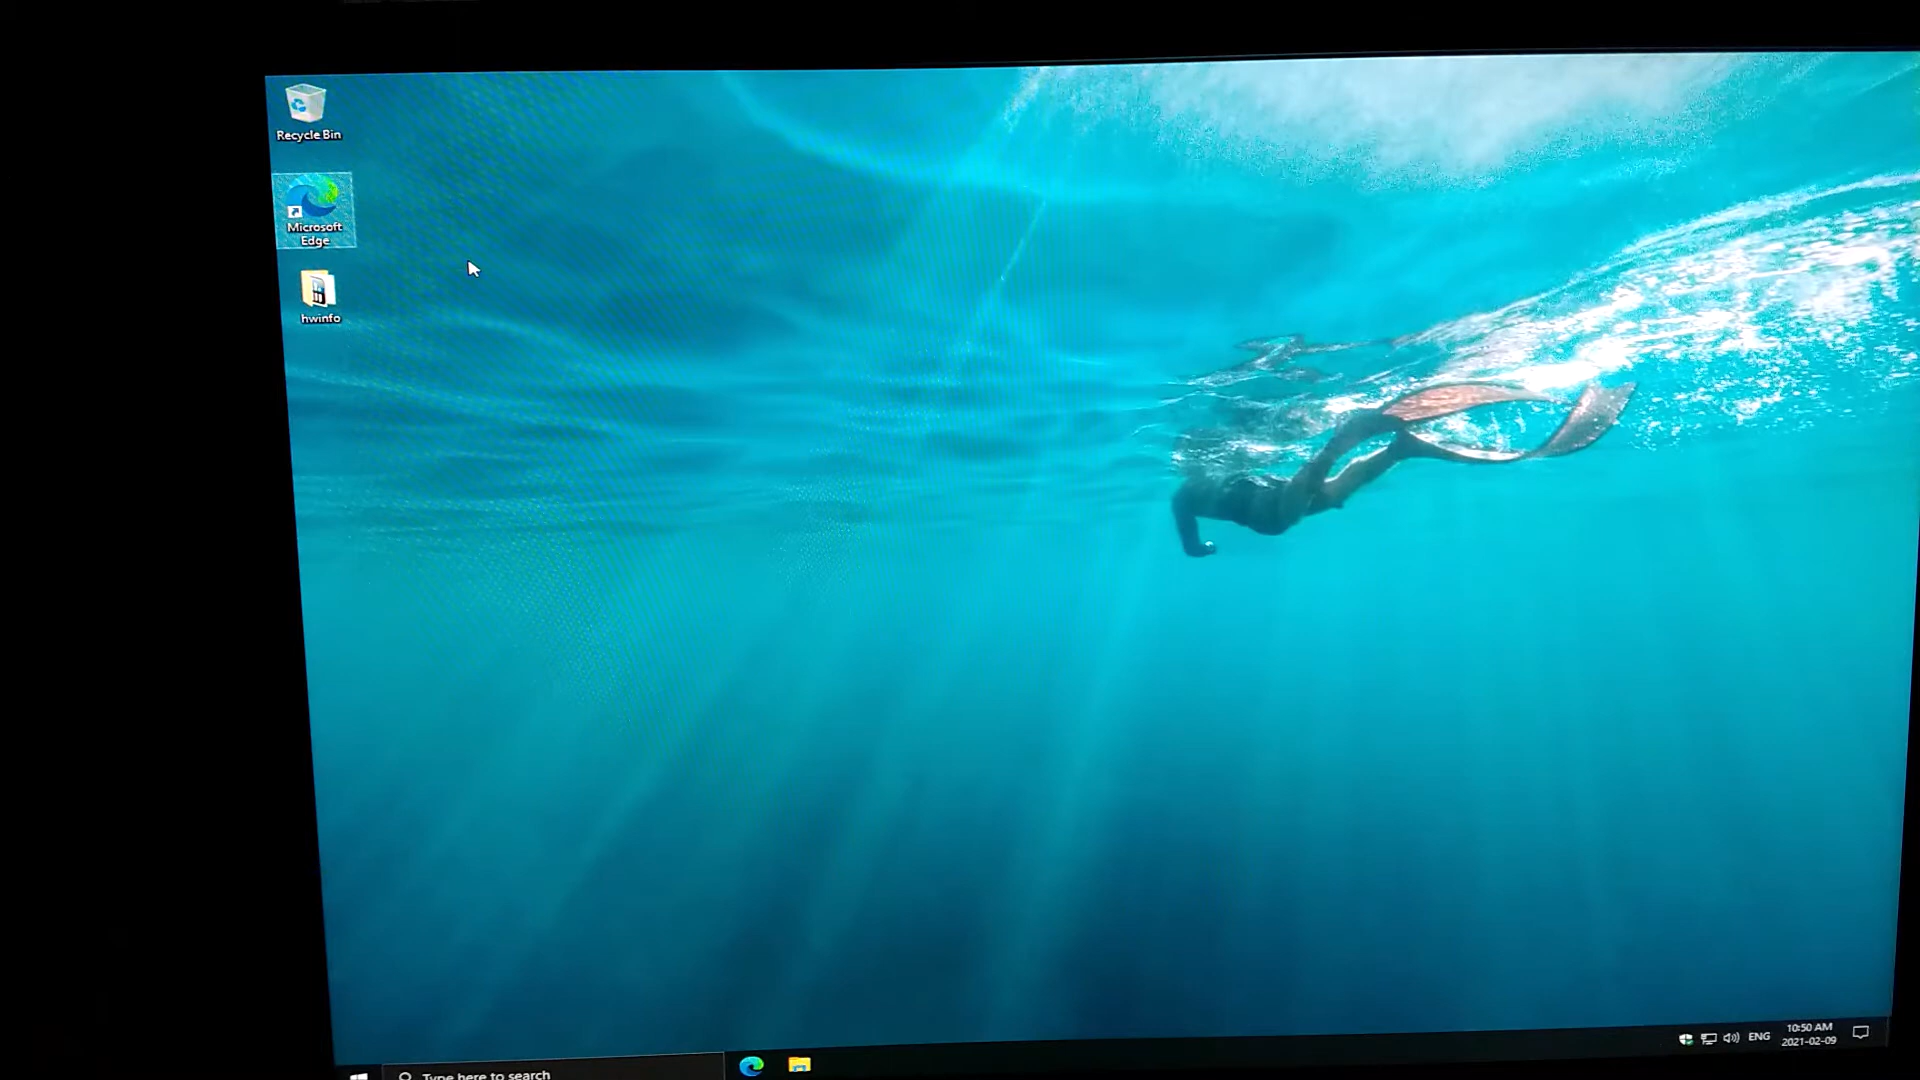 Recycle Bin
Microsoft
Edge
hwinfo
Type here to search
ENG
10:50 AM
2021-02-09